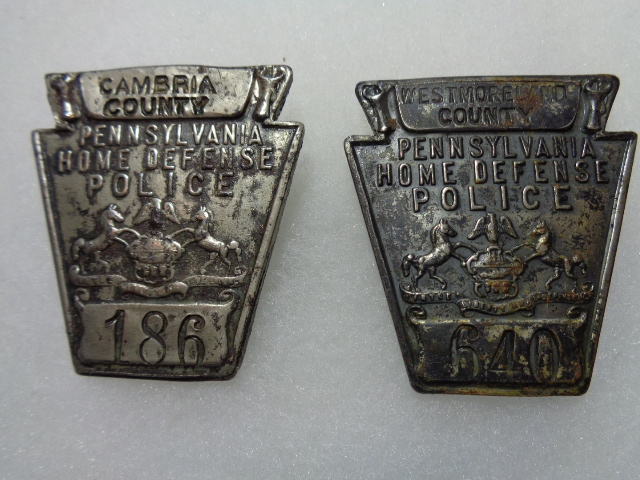 CAMBRIA
COUNTY
PENNSYLVANIA
HOME DEFENSE
POLICE
186
WESTMORELAND
COUNTY
PENNSYLVANIA
HOME DEFENSE
POLICE
640